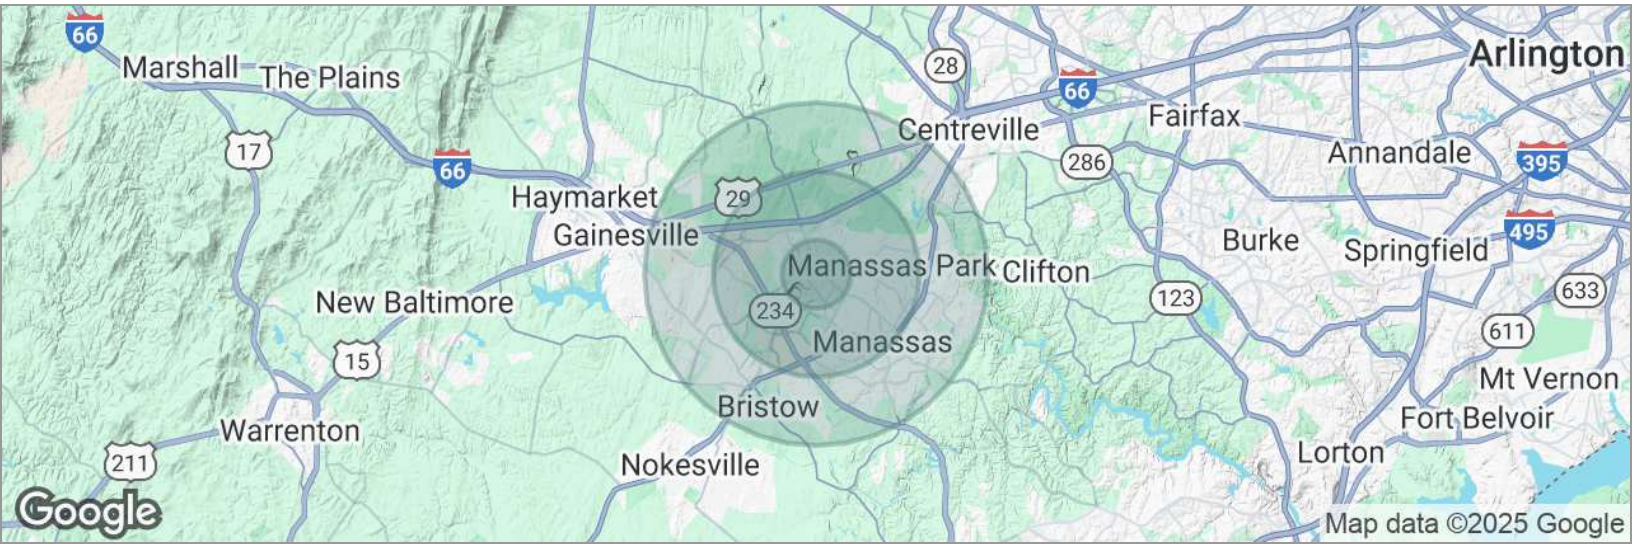 66
Marshall
The Plains
28
66
Arlington
Centreville
Fairfax
17
66
286
Annandale
395
Haymarket
29
Gainesville
Burke
Springfield
495
Manassas Park
Clifton
New Baltimore
234
123
633
15
Manassas
611
Mt Vernon
Bristow
Fort Belvoir
Warrenton
211
Nokesville
Lorton
Google
Map data ©2025 Google